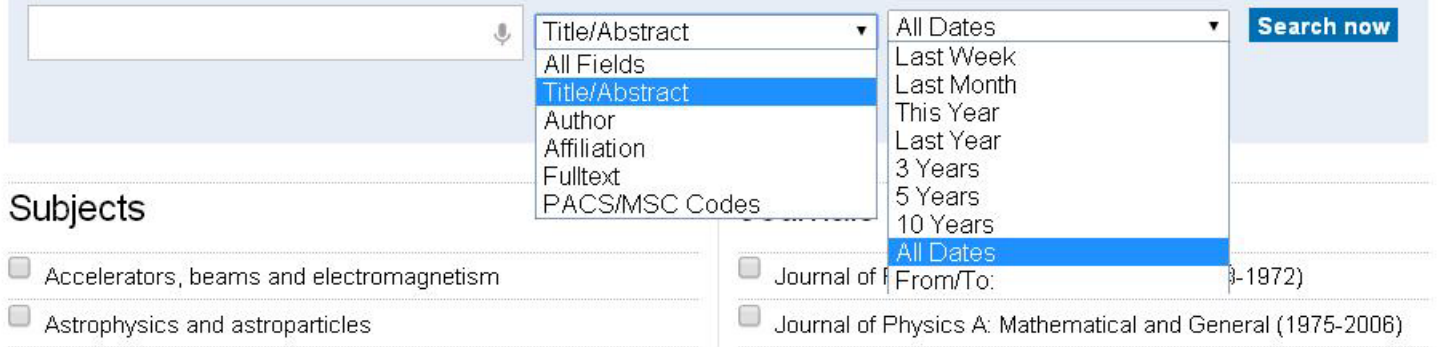 Title/Abstract
All Dates
Search now
All Fields
Title/Abstract
Author
Affiliation
Fulltext
PACS/MSC Codes
Last Week
Last Month
This Year
Last Year
3 Years
5 Years
10 Years
All Dates
From/To:
Subjects
Accelerators, beams and electromagnetism
Astrophysics and astroparticles
Journal of -1972)
Journal of Physics A: Mathematical and General (1975-2006)